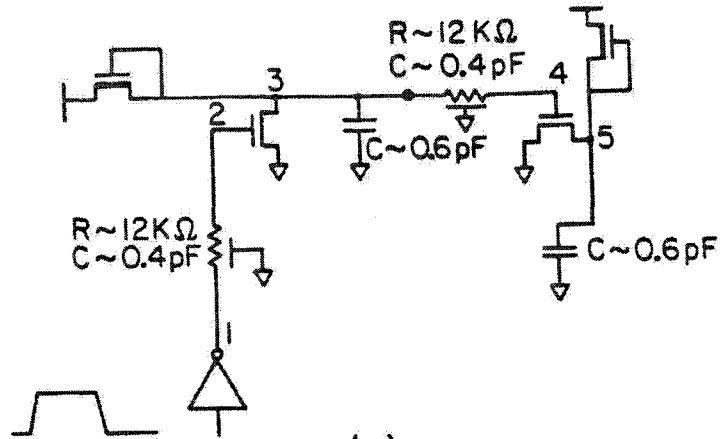 R~12KΩ
C~0.4pF
4
3
2
C~0.6pF
5
R~12KΩ
C~0.4pF
C~0.6pF
1